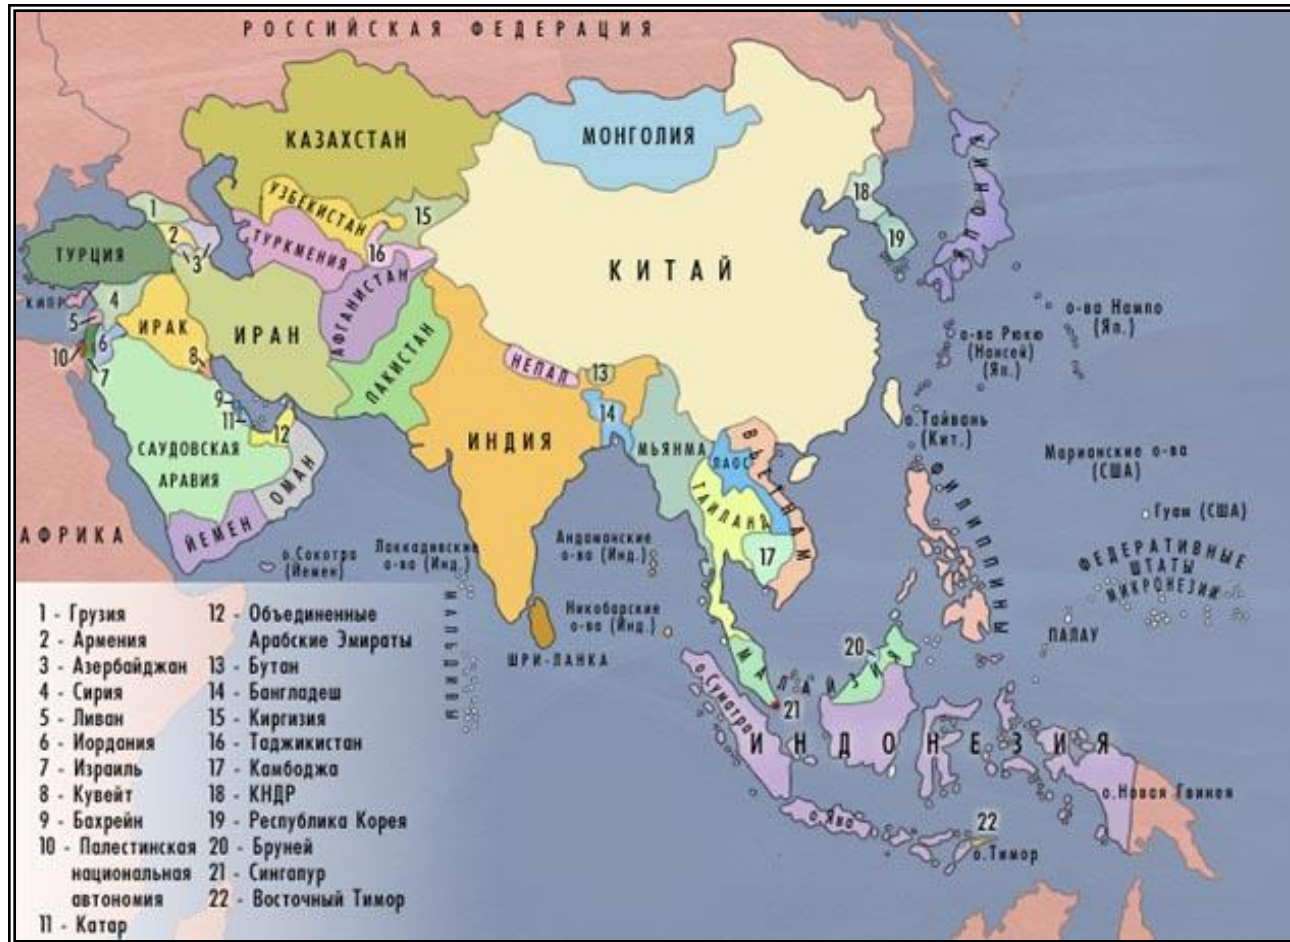 РОССИЙСКАЯ ФЕДЕРАЦИЯ
КАЗАХСТАН
МОНГОЛИЯ
ЯПОНИЯ
УЗБЕКИСТАН
15
18
1
2
3
ТУРКМЕНИЯ
16
19
ТУРЦИЯ
КИТАЙ
КИПР
4
5
6
ИРАК
ИРАН
АФГАНИСТАН
ПАКИСТАН
о-ва Нампо
(Яп.)
о-ва Рюкю
(Нансей)
(Яп.)
10
7
8
НЕПАЛ
13
9
11
12
14
о.Тайвань
(Кит.)
САУДОВСКАЯ
АРАВИЯ
ОМАН
ИНДИЯ
МЬЯНМА
ЛАОС
ВЬЕТНАМ
ТАИЛАНД
17
ФИЛИППИНЫ
Марианские о-ва
(США)
Гуам (США)
АФРИКА
ЙЕМЕН
о.Сокотра
(Йемен)
Лаккадивские
о-ва (Инд.)
Андаманские
о-ва (Инд.)
ФЕДЕРАТИВНЫЕ
ШТАТЫ
МИКРОНЕЗИИ
МАЛЬДИВЫ
Никобарские
о-ва (Инд.)
ШРИ-ЛАНКА
ПАЛАУ
20
МАЛАЙЗИЯ
21
о.Суматра
ИНДОНЕЗИЯ
о.Новая Гвинея
о.Ява
22
о.Тимор
1 - Грузия
2 - Армения
3 - Азербайджан
4 - Сирия
5 - Ливан
6 - Иордания
7 - Израиль
8 - Кувейт
9 - Бахрейн
10 - Палестинская
национальная
автономия
11 - Катар
12 - Объединенные
Арабские Эмираты
13 - Бутан
14 - Бангладеш
15 - Киргизия
16 - Таджикистан
17 - Камбоджа
18 - КНДР
19 - Республика Корея
20 - Бруней
21 - Сингапур
22 - Восточный Тимор